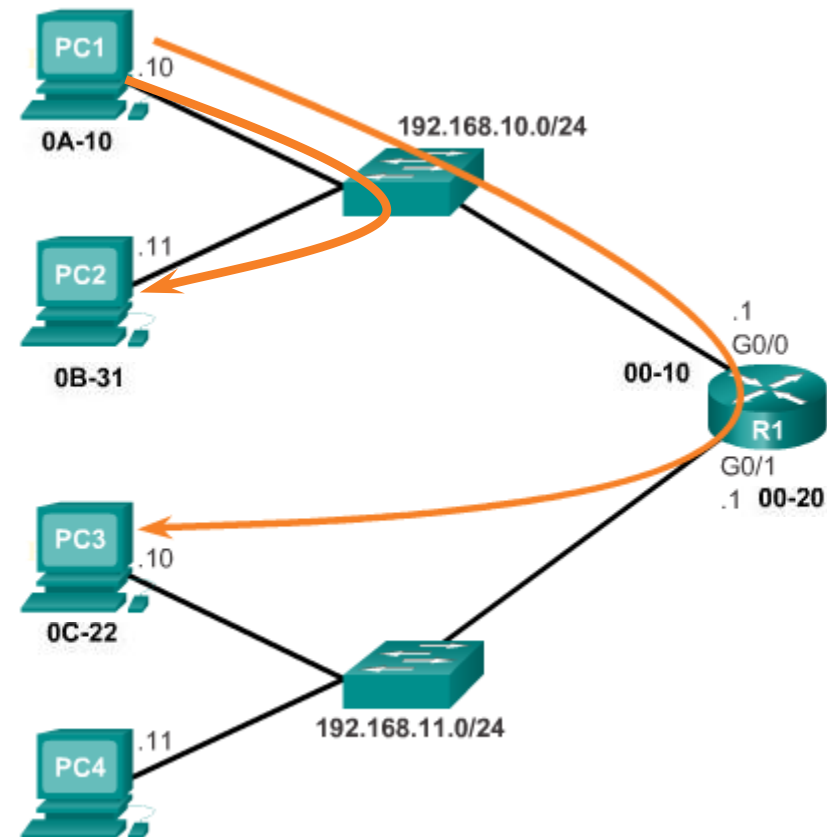 PC1
.10
0A-10
192.168.10.0/24
PC2
.11
0B-31
.1
G0/0
00-10
R1
G0/1
.1 00-20
PC3
.10
0C-22
192.168.11.0/24
PC4
.11